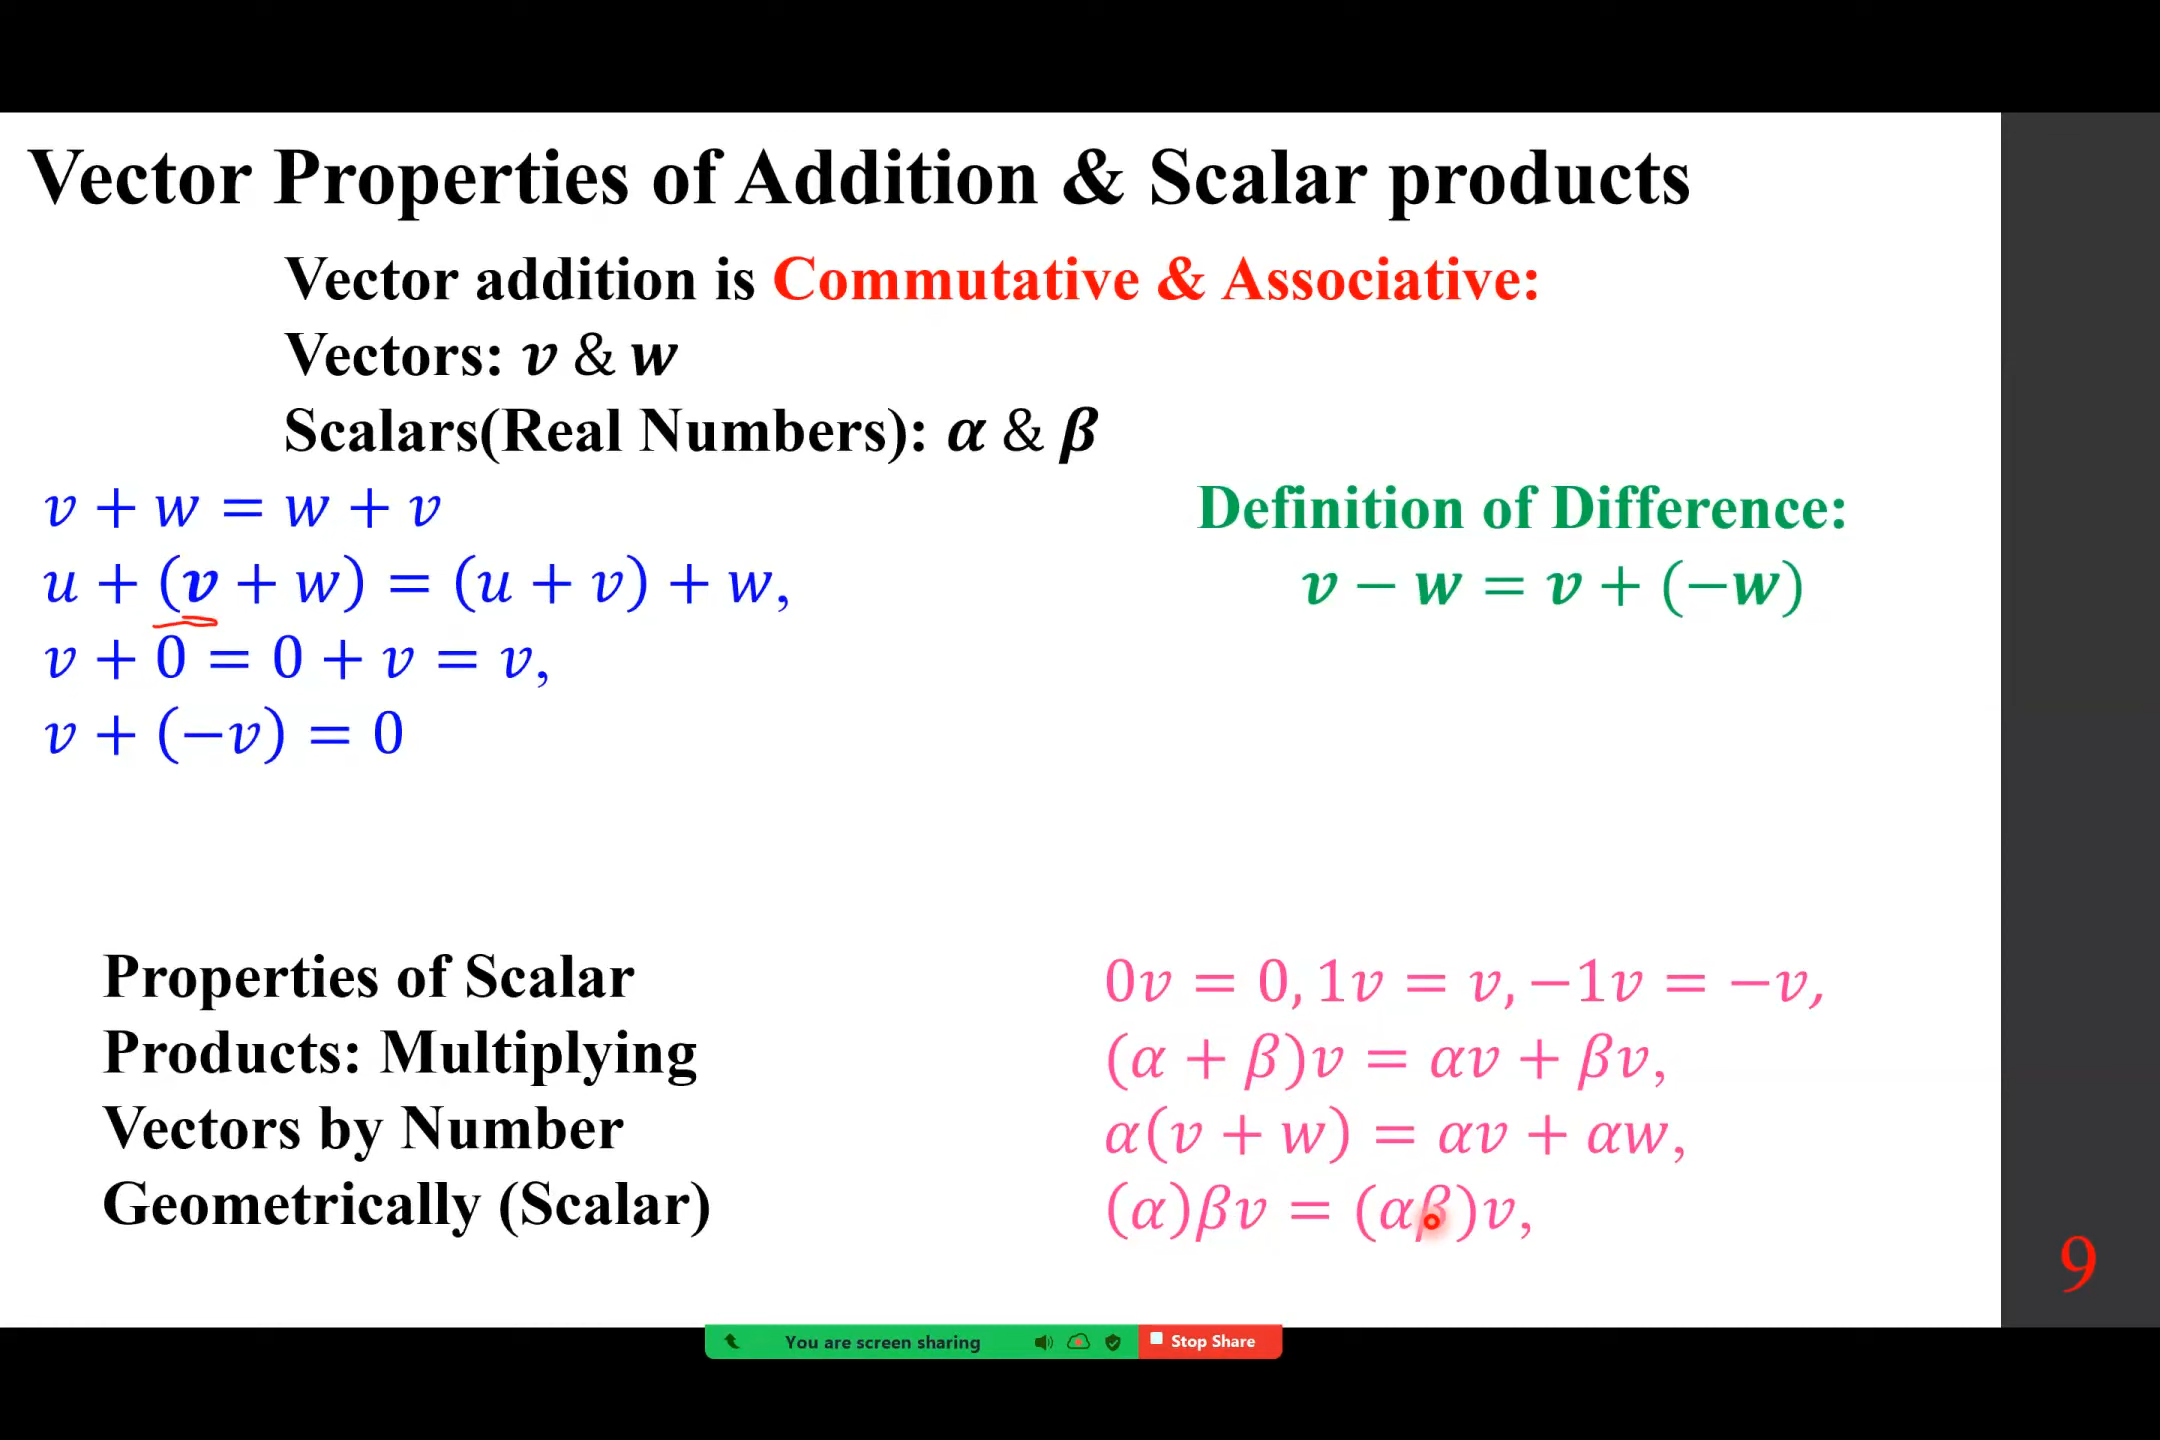 Vector Properties of Addition & Scalar products
Vector addition is Commutative & Associative:
Vectors: 𝒗 & 𝒘
Scalars(Real Numbers): 𝜶 & 𝜷
𝑣 + 𝑤 = 𝑤 + 𝑣
𝑢 + (𝒗 + 𝑤) = (𝑢 + 𝑣) + 𝑤,
𝑣 + 0 = 0 + 𝑣 = 𝑣,
𝑣 + (−𝑣) = 0
Definition of Difference:
𝒗 − 𝒘 = 𝒗 + (−𝒘)
Properties of Scalar
Products: Multiplying
Vectors by Number
Geometrically (Scalar)
0𝑣 = 0, 1𝑣 = 𝑣, −1𝑣 = −𝑣,
(𝛼 + 𝛽)𝑣 = 𝛼𝑣 + 𝛽𝑣,
𝛼(𝑣 + 𝑤) = 𝛼𝑣 + 𝛼𝑤,
(𝛼)𝛽𝑣 = (𝛼𝛽)𝑣,
9
You are screen sharing
Stop Share